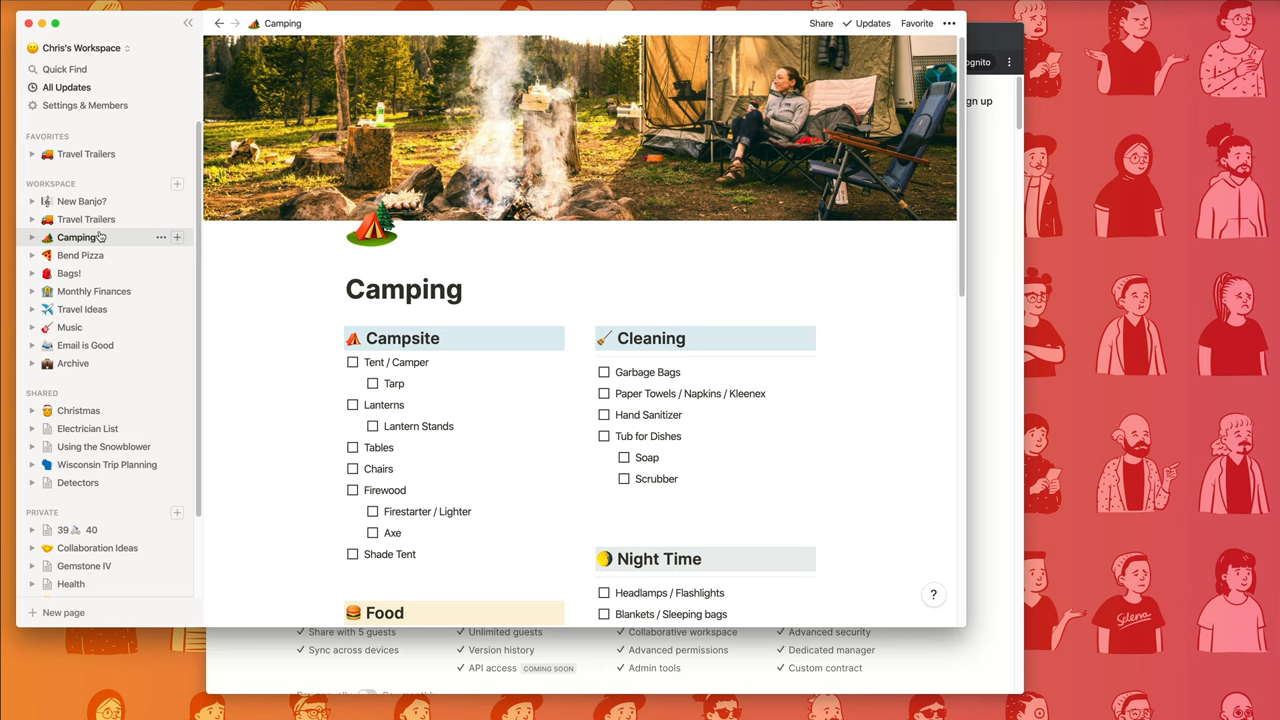 Camping
Share
Updates
Favorite
Chris's Workspace
Quick Find
All Updates
Settings & Members
FAVORITES
Travel Trailers
WORKSPACE
New Banjo?
Travel Trailers
Camping
Bend Pizza
Bags!
Monthly Finances
Travel Ideas
Music
Email is Good
Archive
SHARED
Christmas
Electrician List
Using the Snowblower
Wisconsin Trip Planning
Detectors
PRIVATE
39 🚲 40
Collaboration Ideas
Gemstone IV
Health
New page
Camping
Campsite
Tent / Camper
Tarp
Lanterns
Lantern Stands
Tables
Chairs
Firewood
Firestarter / Lighter
Axe
Shade Tent
Food
Cleaning
Garbage Bags
Paper Towels / Napkins / Kleenex
Hand Sanitizer
Tub for Dishes
Soap
Scrubber
Night Time
Headlamps / Flashlights
Blankets / Sleeping bags
?
ognito
gn up
Share with 5 guests
Sync across devices
Unlimited guests
Version history
API access COMING SOON
Collaborative workspace
Advanced permissions
Admin tools
Advanced security
Dedicated manager
Custom contract
Selena